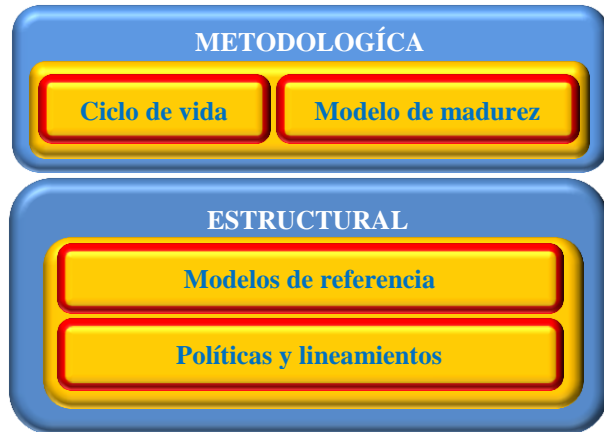 METODOLOGÍCA
Ciclo de vida
Modelo de madurez
ESTRUCTURAL
Modelos de referencia
Políticas y lineamientos